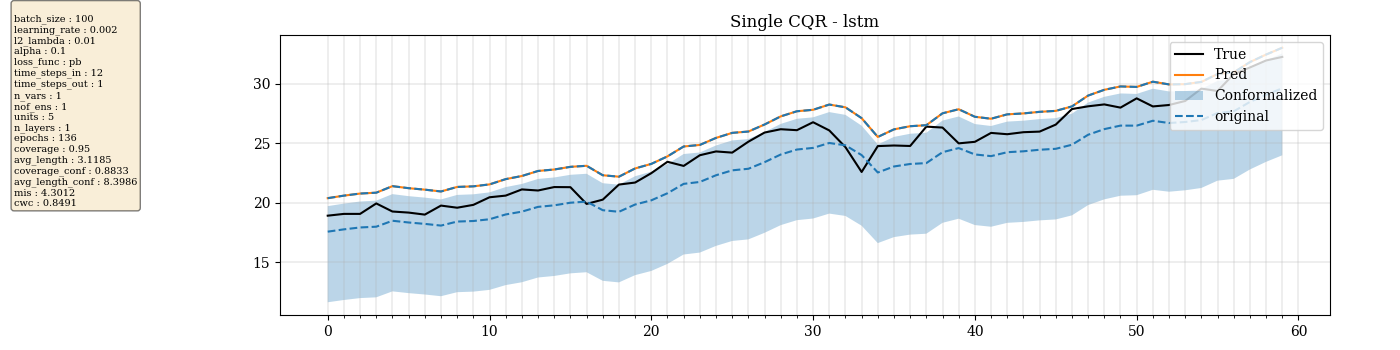 batch_size : 100
learning_rate : 0.002
l2_lambda : 0.01
alpha : 0.1
loss_func : pb
time_steps_in : 12
time_steps_out : 1
n_vars : 1
nof_ens : 1
units : 5
n_layers : 1
epochs : 136
coverage : 0.95
avg_length : 3.1185
coverage_conf : 0.8833
avg_length_conf : 8.3986
mis : 4.3012
cwc : 0.8491
Single CQR - lstm
True
Pred
Conformalized
original
30
25
20
15
0 10 20 30 40 50 60